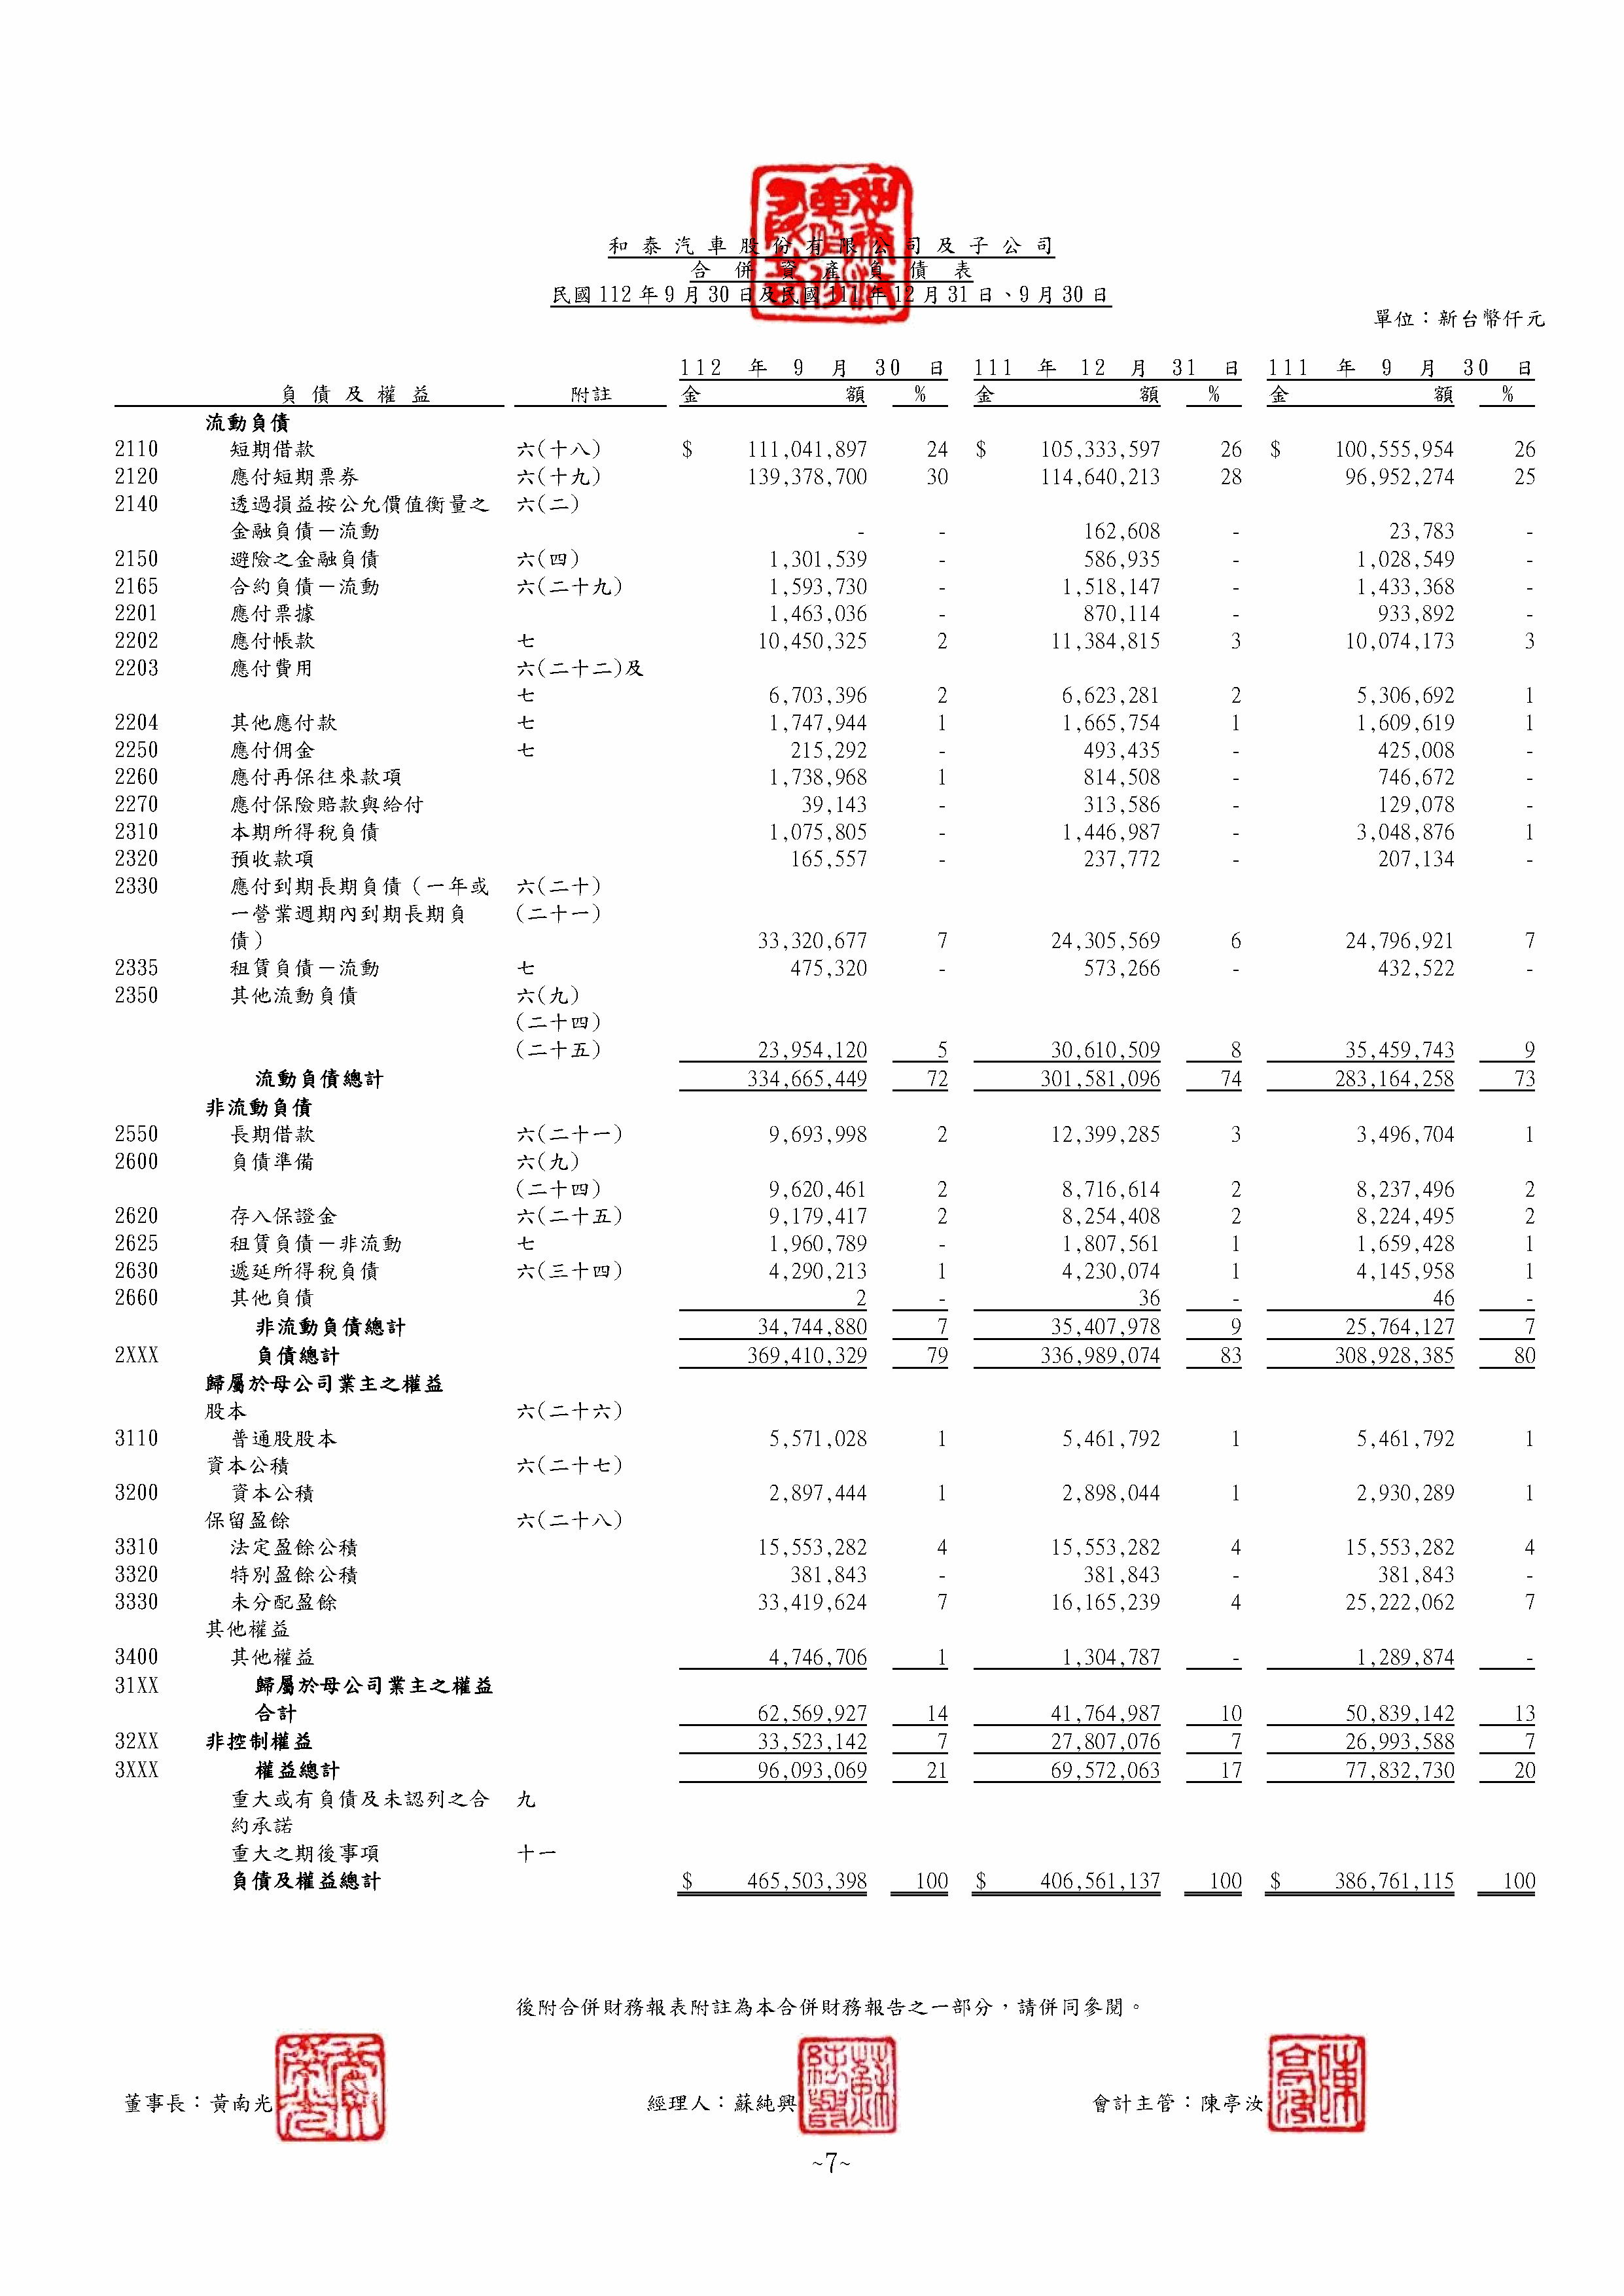 和泰汽車股份有限公司及子公司
合併資產負債表
民國112年9月30日及民國111年12月31日、9月30日
單位：新台幣仟元
112 年 9 月 30 日 111 年 12 月 31 日 111 年 9 月 30 日
負債及權益 附註 金額 % 金額 % 金額 %
流動負債
2110 短期借款 六(十八) $ 111,041,897 24 $ 105,333,597 26 $ 100,555,954 26
2120 應付短期票券 六(十九) 139,378,700 30 114,640,213 28 96,952,274 25
2140 透過損益按公允價值衡量之 六(二)
金融負債－流動 - - 162,608 - 23,783 -
2150 避險之金融負債 六(四) 1,301,539 - 586,935 - 1,028,549 -
2165 合約負債－流動 六(二十九) 1,593,730 - 1,518,147 - 1,433,368 -
2201 應付票據 1,463,036 - 870,114 - 933,892 -
2202 應付帳款 七 10,450,325 2 11,384,815 3 10,074,173 3
2203 應付費用 六(二十二)及
七 6,703,396 2 6,623,281 2 5,306,692 1
2204 其他應付款 七 1,747,944 1 1,665,754 1 1,609,619 1
2250 應付佣金 七 215,292 - 493,435 - 425,008 -
2260 應付再保往來款項 1,738,968 1 814,508 - 746,672 -
2270 應付保險賠款與給付 39,143 - 313,586 - 129,078 -
2310 本期所得稅負債 1,075,805 - 1,446,987 - 3,048,876 1
2320 預收款項 165,557 - 237,772 - 207,134 -
2330 應付到期長期負債（一年或 六(二十)
一營業週期內到期長期負 (二十一)
債） 33,320,677 7 24,305,569 6 24,796,921 7
2335 租賃負債－流動 七 475,320 - 573,266 - 432,522 -
2350 其他流動負債 六(九)
(二十四)
(二十五) 23,954,120 5 30,610,509 8 35,459,743 9
流動負債總計 334,665,449 72 301,581,096 74 283,164,258 73
非流動負債
2550 長期借款 六(二十一) 9,693,998 2 12,399,285 3 3,496,704 1
2600 負債準備 六(九)
(二十四) 9,620,461 2 8,716,614 2 8,237,496 2
2620 存入保證金 六(二十五) 9,179,417 2 8,254,408 2 8,224,495 2
2625 租賃負債－非流動 七 1,960,789 - 1,807,561 1 1,659,428 1
2630 遞延所得稅負債 六(三十四) 4,290,213 1 4,230,074 1 4,145,958 1
2660 其他負債 2 - 36 - 46 -
非流動負債總計 34,744,880 7 35,407,978 9 25,764,127 7
2XXX 負債總計 369,410,329 79 336,989,074 83 308,928,385 80
歸屬於母公司業主之權益
股本 六(二十六)
3110 普通股股本 5,571,028 1 5,461,792 1 5,461,792 1
資本公積 六(二十七)
3200 資本公積 2,897,444 1 2,898,044 1 2,930,289 1
保留盈餘 六(二十八)
3310 法定盈餘公積 15,553,282 4 15,553,282 4 15,553,282 4
3320 特別盈餘公積 381,843 - 381,843 - 381,843 -
3330 未分配盈餘 33,419,624 7 16,165,239 4 25,222,062 7
其他權益
3400 其他權益 4,746,706 1 1,304,787 - 1,289,874 -
31XX 歸屬於母公司業主之權益
合計 62,569,927 14 41,764,987 10 50,839,142 13
32XX 非控制權益 33,523,142 7 27,807,076 7 26,993,588 7
3XXX 權益總計 96,093,069 21 69,572,063 17 77,832,730 20
重大或有負債及未認列之合 九
約承諾
重大之期後事項 十一
負債及權益總計 $ 465,503,398 100 $ 406,561,137 100 $ 386,761,115 100
後附合併財務報表附註為本合併財務報告之一部分，請併同參閱。
董事長：黃南光 經理人：蘇純興 會計主管：陳亭汝
~7~